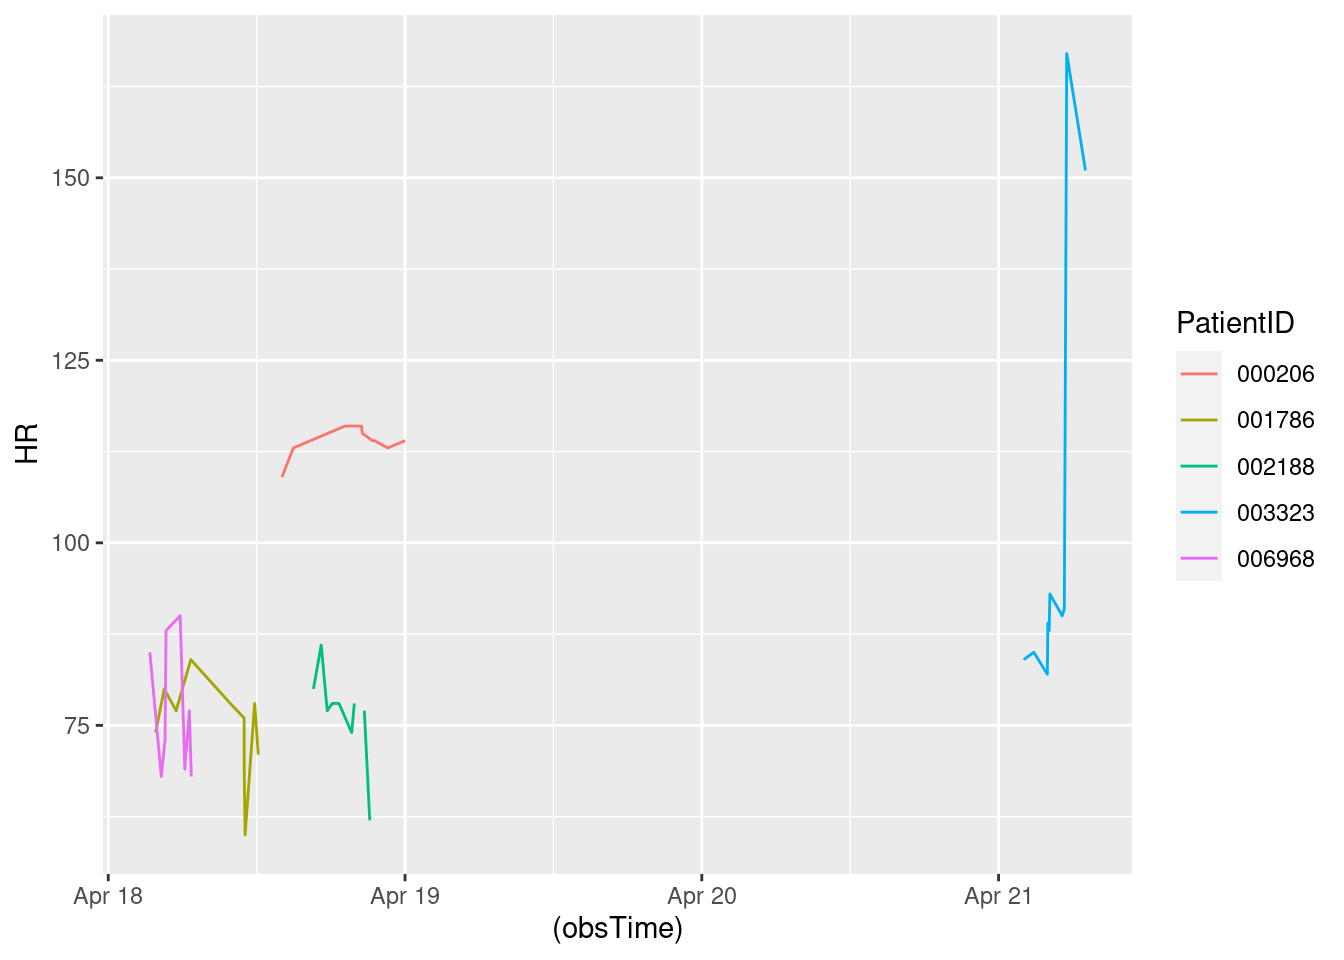 150
125
100
75
HR
Apr 18
Apr 19
Apr 20
Apr 21
(obsTime)
PatientID
000206
001786
002188
003323
006968